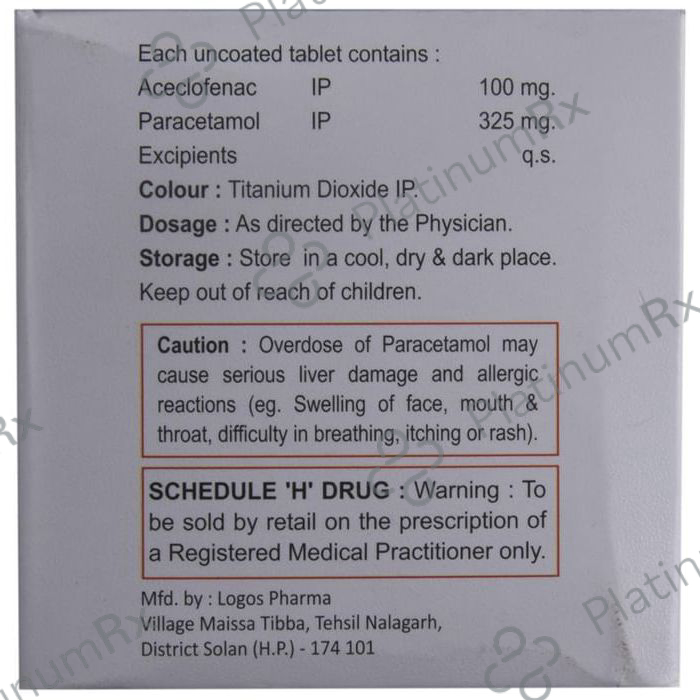 Each uncoated tablet contains :
Aceclofenac IP 100 mg.
Paracetamol IP 325 mg.
Excipients q.s.
Colour : Titanium Dioxide IP.
Dosage : As directed by the Physician.
Storage : Store in a cool, dry & dark place.
Keep out of reach of children.
Caution : Overdose of Paracetamol may
cause serious liver damage and allergic
reactions (eg. Swelling of face, mouth &
throat, difficulty in breathing, itching or rash).
SCHEDULE 'H' DRUG : Warning : To
be sold by retail on the prescription of
a Registered Medical Practitioner only.
Mfd. by : Logos Pharma
Village Maissa Tibba, Tehsil Nalagarh,
District Solan (H.P.) - 174 101
PlatinumRx
PlatinumRx
PlatinumRx